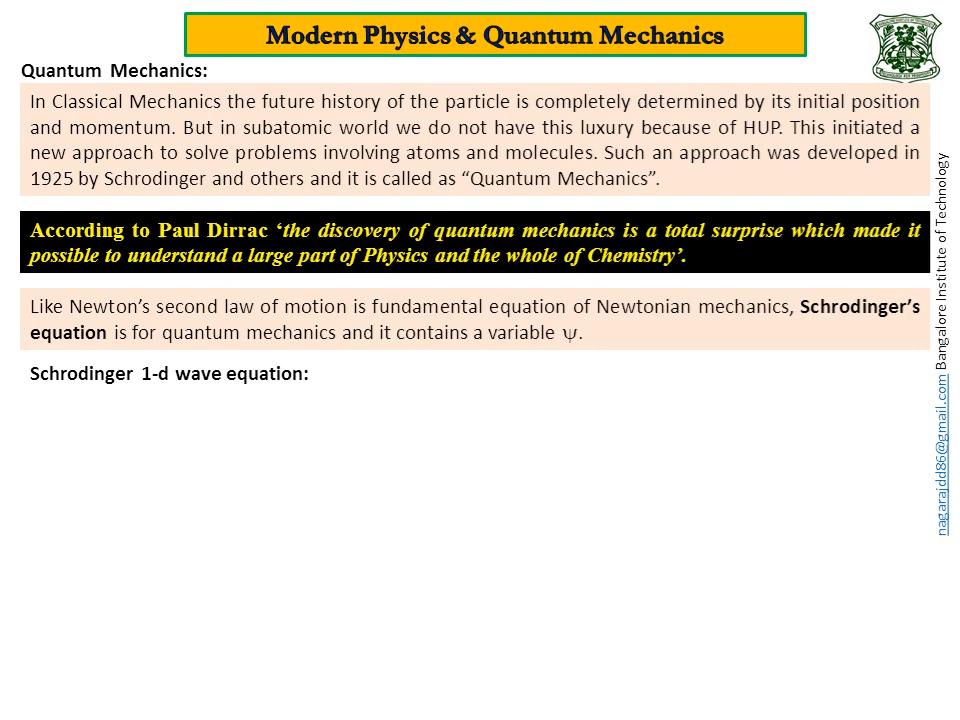 Modern Physics & Quantum Mechanics
Quantum Mechanics:
In Classical Mechanics the future history of the particle is completely determined by its initial position
and momentum. But in subatomic world we do not have this luxury because of HUP. This initiated a
new approach to solve problems involving atoms and molecules. Such an approach was developed in
1925 by Schrodinger and others and it is called as “Quantum Mechanics”.
According to Paul Dirrac ‘the discovery of quantum mechanics is a total surprise which made it
possible to understand a large part of Physics and the whole of Chemistry’.
Like Newton’s second law of motion is fundamental equation of Newtonian mechanics, Schrodinger’s
equation is for quantum mechanics and it contains a variable ψ.
Schrodinger 1-d wave equation:
nagarajdd86@gmail.com Bangalore Institute of Technology